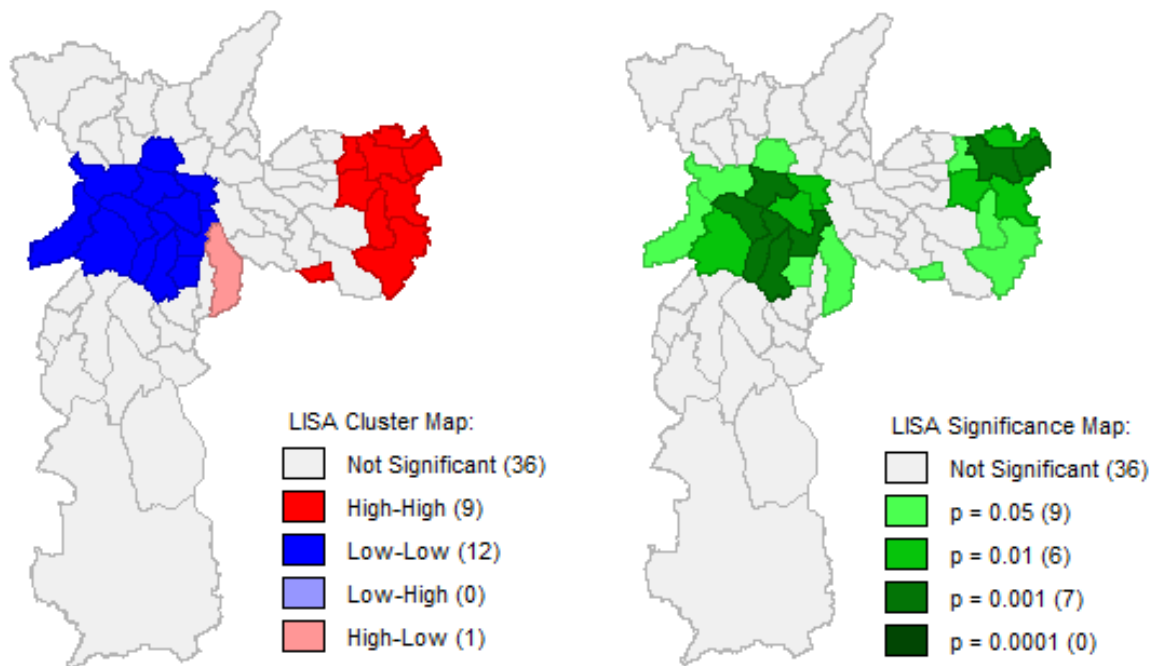 LISA Cluster Map:
Not Significant (36)
High-High (9)
Low-Low (12)
Low-High (0)
High-Low (1)
LISA Significance Map:
Not Significant (36)
p = 0.05 (9)
p = 0.01 (6)
p = 0.001 (7)
p = 0.0001 (0)